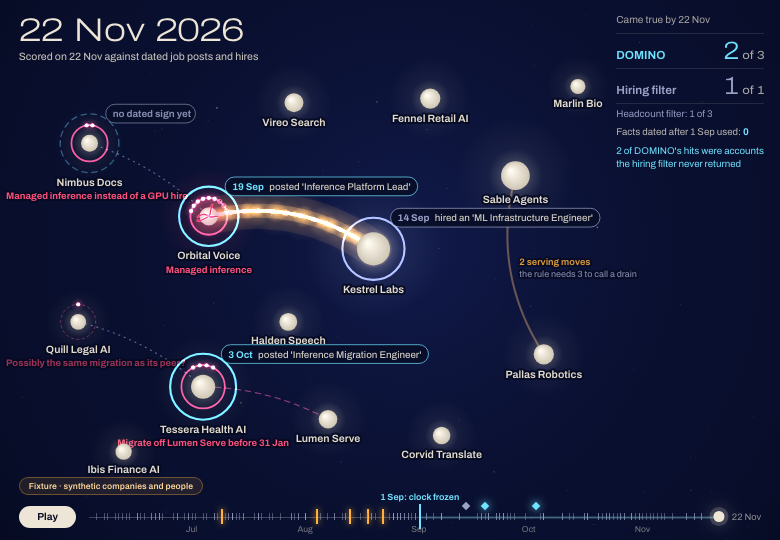 22 Nov 2026
Scored on 22 Nov against dated job posts and hires
Came true by 22 Nov
DOMINO 2 of 3
Hiring filter 1 of 1
Headcount filter: 1 of 3
Facts dated after 1 Sep used: 0
2 of DOMINO's hits were accounts
the hiring filter never returned
Vireo Search
Fennel Retail AI
Marlin Bio
no dated sign yet
Nimbus Docs
Managed inference instead of a GPU hire
19 Sep posted 'Inference Platform Lead'
Sable Agents
14 Sep hired an 'ML Infrastructure Engineer'
Orbital Voice
Managed inference
Kestrel Labs
2 serving moves
the rule needs 3 to call a drain
Halden Speech
Quill Legal AI
Possibly the same migration as its peer
3 Oct posted 'Inference Migration Engineer'
Pallas Robotics
Tessera Health AI
Migrate off Lumen Serve before 31 Jan
Lumen Serve
Corvid Translate
Ibis Finance AI
Fixture · synthetic companies and people
1 Sep: clock frozen
Play
22 Nov
Jul Aug Sep Oct Nov